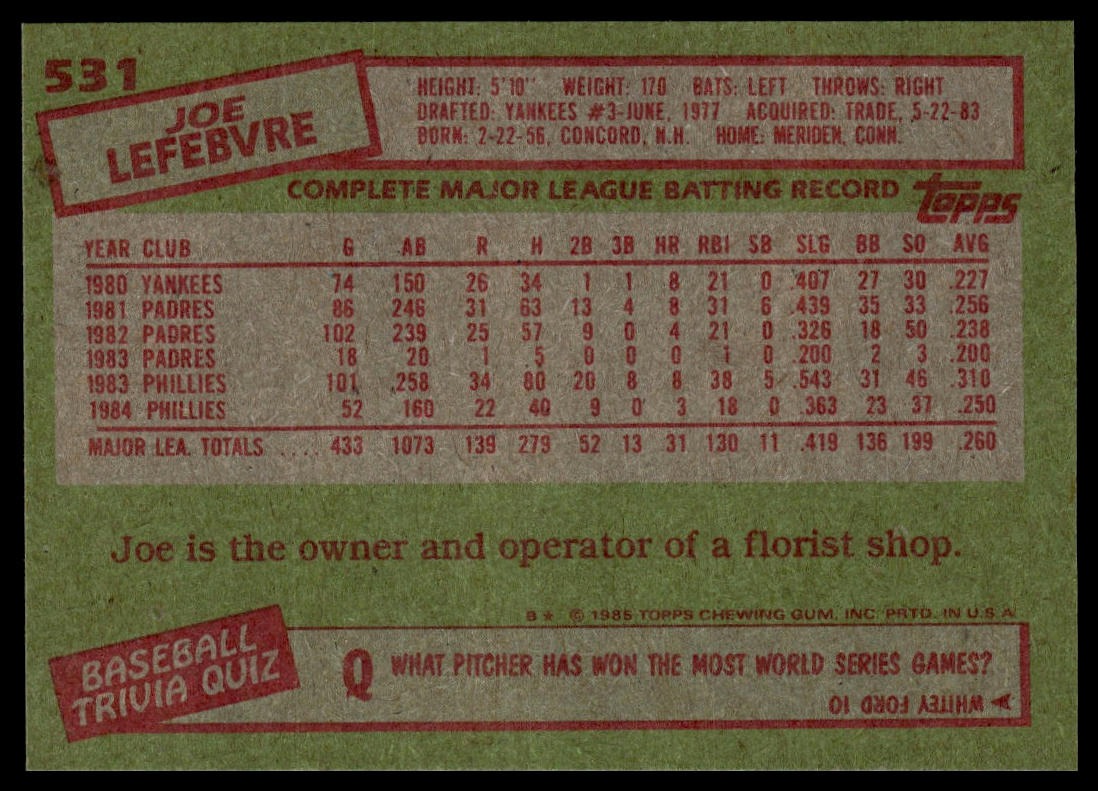 531
JOE
LEFEBVRE
HEIGHT: 5'10" WEIGHT: 170 BATS: LEFT THROWS: RIGHT
DRAFTED: YANKEES #3-JUNE, 1977 ACQUIRED: TRADE, 5-22-83
BORN: 2-22-56, CONCORD, N.H. HOME: MERIDEN, CONN.
COMPLETE MAJOR LEAGUE BATTING RECORD topps
YEAR CLUB G AB R H 2B 3B HR RBI SB SLG BB SO AVG
1980 YANKEES 74 150 26 34 1 1 8 21 0 .407 27 30 .227
1981 PADRES 86 246 31 63 13 4 8 31 6 .439 35 33 .256
1982 PADRES 102 239 25 57 9 0 4 21 0 .326 18 50 .238
1983 PADRES 18 20 1 5 0 0 0 1 0 .200 2 3 .200
1983 PHILLIES 101 258 34 80 20 8 8 38 5 .543 31 46 .310
1984 PHILLIES 52 160 22 40 9 0 3 18 0 .363 23 37 .250
MAJOR LEA. TOTALS .... 433 1073 139 279 52 13 31 130 11 .419 136 199 .260
Joe is the owner and operator of a florist shop.
B* © 1985 TOPPS CHEWING GUM, INC. PRTD. IN U.S.A.
BASEBALL
TRIVIA QUIZ
Q WHAT PITCHER HAS WON THE MOST WORLD SERIES GAMES?
A WHITEY FORD 10